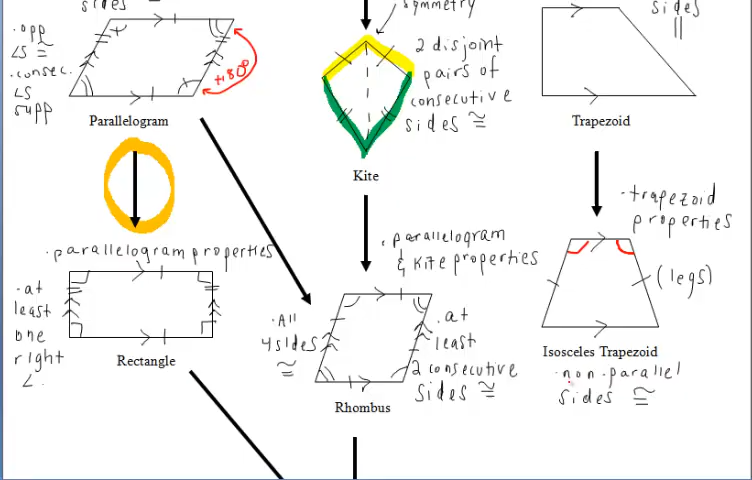 sides ≅
· opp
∠s ≅
· consec.
∠s
supp
+180°
Parallelogram
symmetry
2 disjoint
pairs of
consecutive
sides ≅
Kite
sides
||
Trapezoid
· parallelogram properties
· at
least
one
right
∠.
Rectangle
· parallelogram
& Kite properties
· All
4 sides
≅
· at
least
2 consecutive
sides ≅
Rhombus
· trapezoid
properties
(legs)
Isosceles Trapezoid
· non-parallel
sides ≅